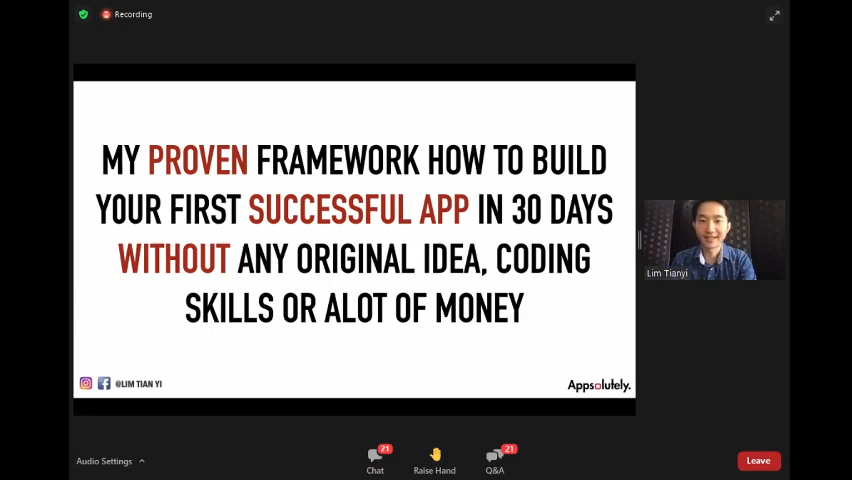 Recording
MY PROVEN FRAMEWORK HOW TO BUILD
YOUR FIRST SUCCESSFUL APP IN 30 DAYS
WITHOUT ANY ORIGINAL IDEA, CODING
SKILLS OR ALOT OF MONEY
@LIM TIAN YI
Appsolutely.
Lim Tianyi
Audio Settings
21
Chat
Raise Hand
21
Q&A
Leave